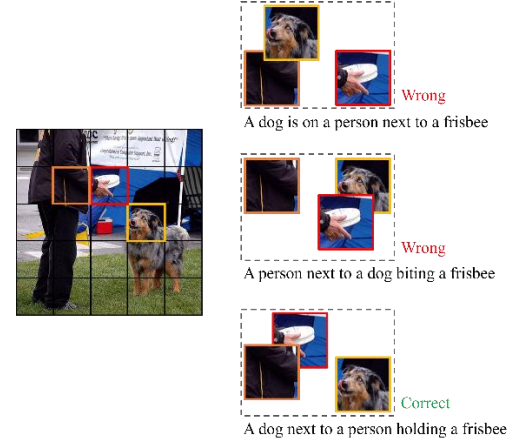 Wrong
A dog is on a person next to a frisbee
Wrong
A person next to a dog biting a frisbee
Correct
A dog next to a person holding a frisbee